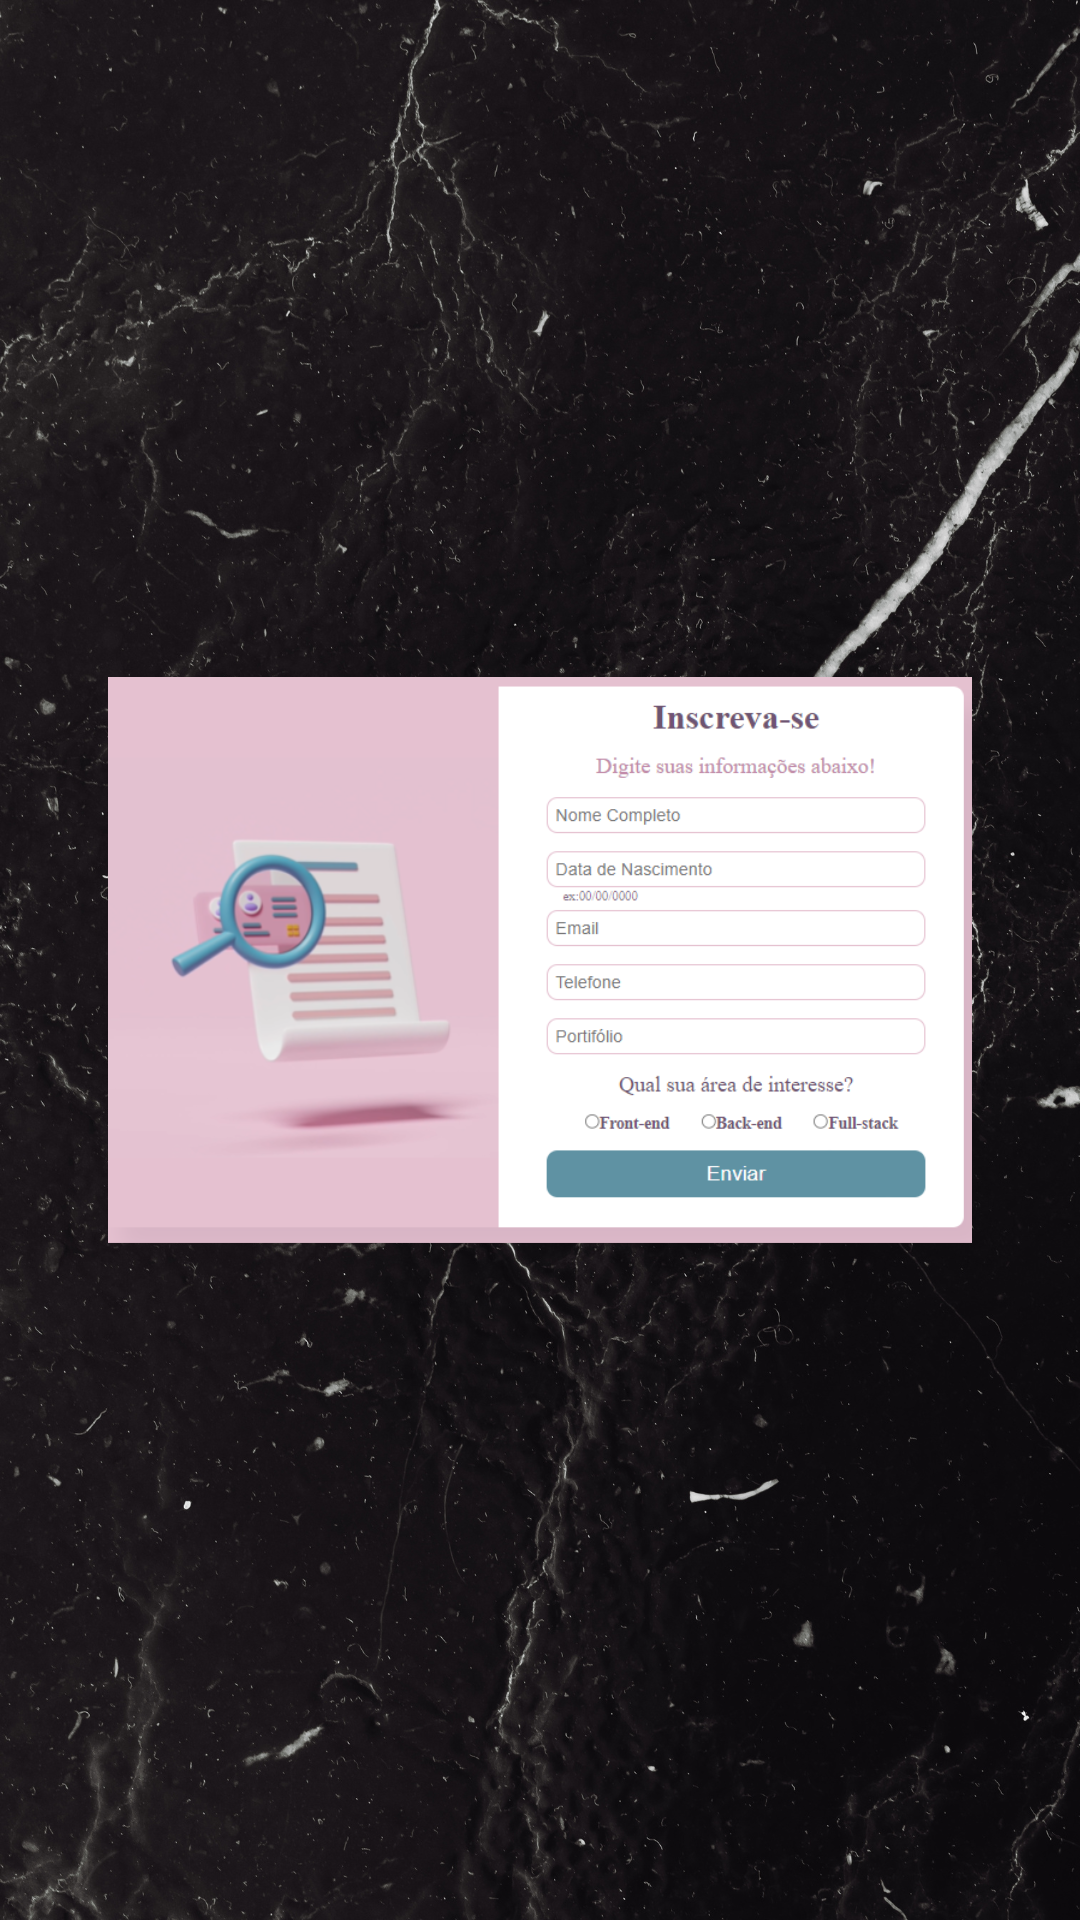 Inscreva-se
Digite suas informações abaixo!
Nome Completo
Data de Nascimento
ex:00/00/0000
Email
Telefone
Portifólio
Qual sua área de interesse?
Front-end Back-end Full-stack
Enviar